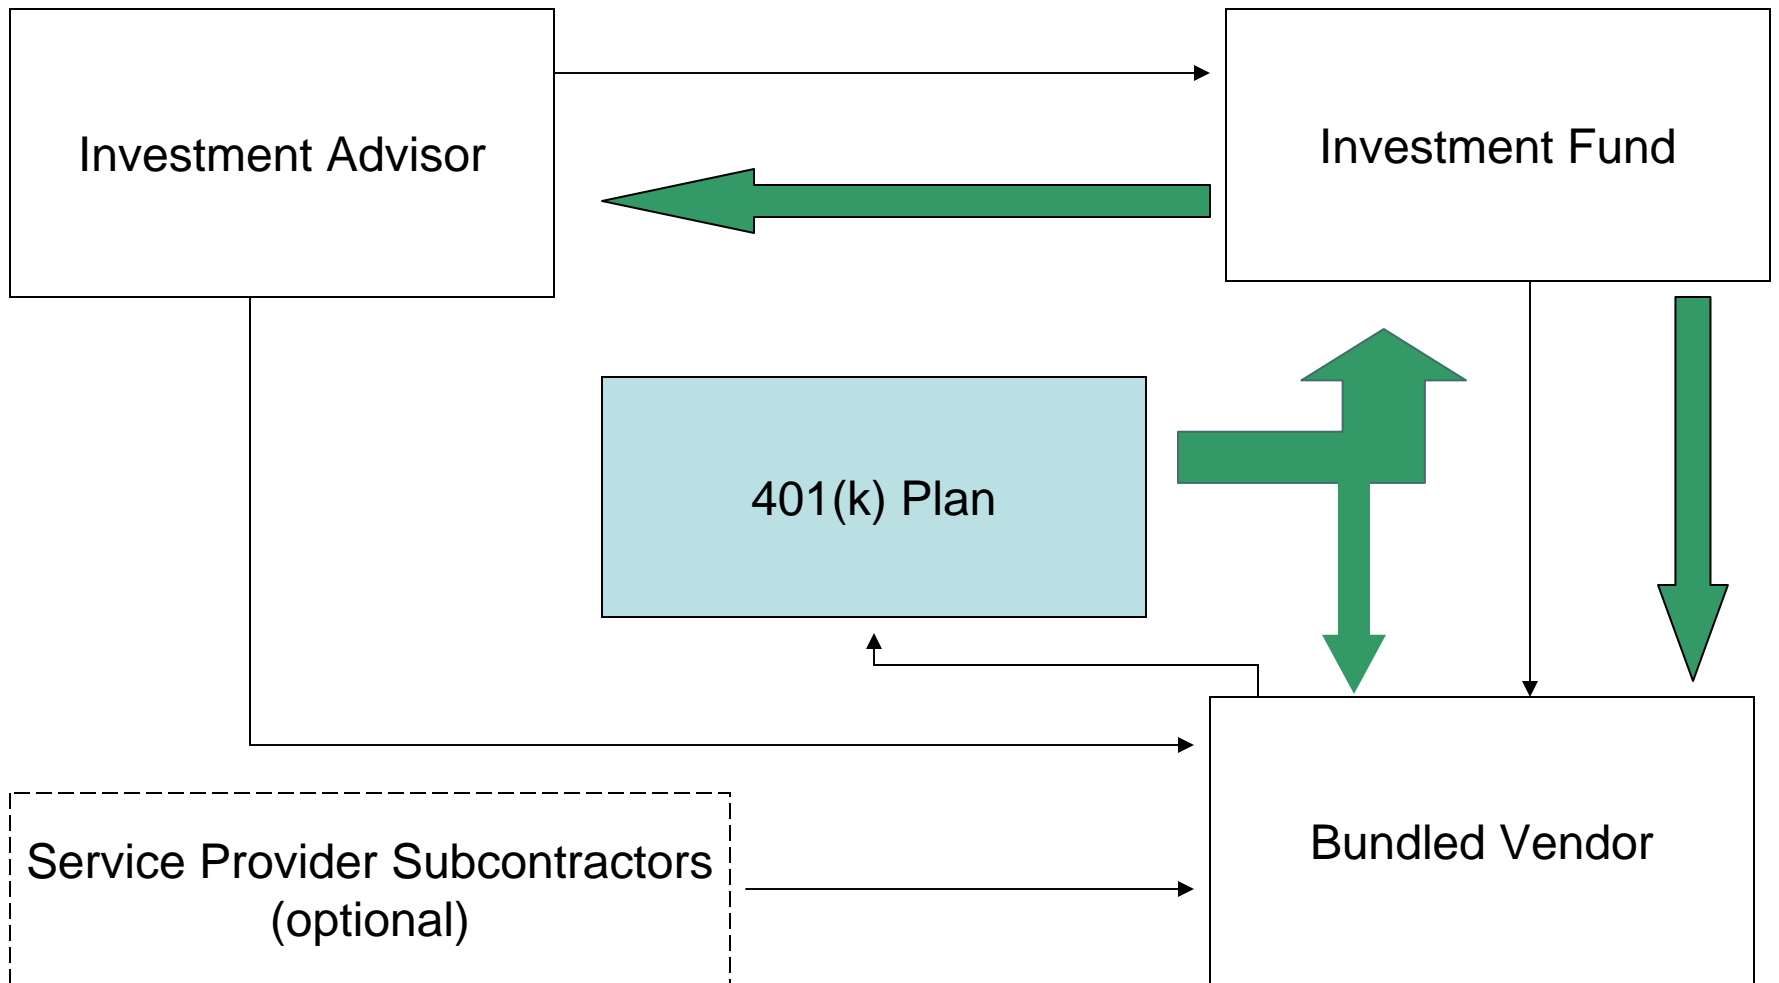 Investment Advisor
Investment Fund
401(k) Plan
Service Provider Subcontractors
(optional)
Bundled Vendor